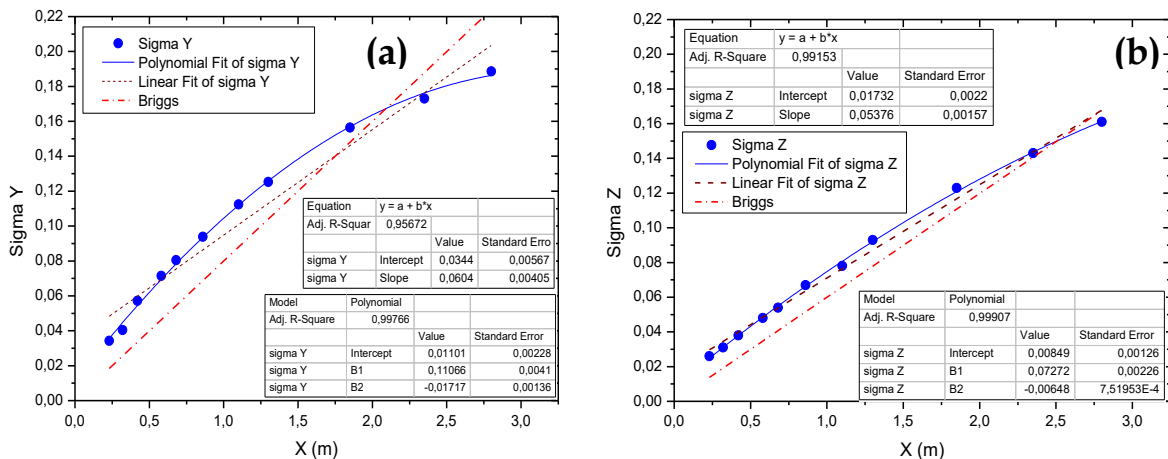 (a)
Sigma Y
Polynomial Fit of sigma Y
Linear Fit of sigma Y
Briggs
Equation y = a + b*x
Adj. R-Squar 0,95672
Value Standard Erro
sigma Y Intercept 0,0344 0,00567
sigma Y Slope 0,0604 0,00405
Model Polynomial
Adj. R-Square 0,99766
Value Standard Error
sigma Y Intercept 0,01101 0,00228
sigma Y B1 0,11066 0,0041
sigma Y B2 -0,01717 0,00136
0,22
0,20
0,18
0,16
0,14
0,12
0,10
0,08
0,06
0,04
0,02
0,00
Sigma Y
0,0 0,5 1,0 1,5 2,0 2,5 3,0
X (m)
(b)
Equation y = a + b*x
Adj. R-Square 0,99153
Value Standard Error
sigma Z Intercept 0,01732 0,0022
sigma Z Slope 0,05376 0,00157
Sigma Z
Polynomial Fit of sigma Z
Linear Fit of sigma Z
Briggs
Model Polynomial
Adj. R-Square 0,99907
Value Standard Error
sigma Z Intercept 0,00849 0,00126
sigma Z B1 0,07272 0,00226
sigma Z B2 -0,00648 7,51953E-4
0,22
0,20
0,18
0,16
0,14
0,12
0,10
0,08
0,06
0,04
0,02
0,00
Sigma Z
0,0 0,5 1,0 1,5 2,0 2,5 3,0
X (m)